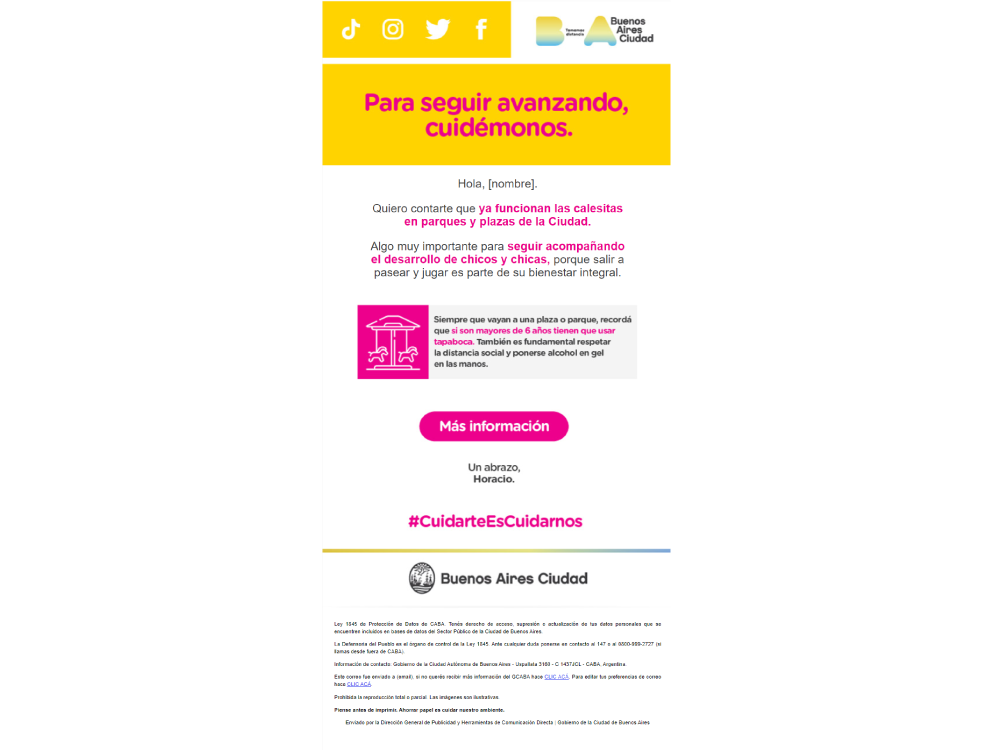 Tomemos
distancia
Buenos
Aires
Ciudad
Para seguir avanzando,
cuidémonos.
Hola, [nombre].
Quiero contarte que ya funcionan las calesitas
en parques y plazas de la Ciudad.
Algo muy importante para seguir acompañando
el desarrollo de chicos y chicas, porque salir a
pasear y jugar es parte de su bienestar integral.
Siempre que vayan a una plaza o parque, recordá
que si son mayores de 6 años tienen que usar
tapaboca. También es fundamental respetar
la distancia social y ponerse alcohol en gel
en las manos.
Más información
Un abrazo,
Horacio.
#CuidarteEsCuidarnos
Buenos Aires Ciudad
Ley 1845 de Protección de Datos de CABA. Tenés derecho de acceso, supresión o actualización de tus datos personales que se
encuentren incluidos en bases de datos del Sector Público de la Ciudad de Buenos Aires.
La Defensoría del Pueblo es el órgano de control de la Ley 1845. Ante cualquier duda ponerse en contacto al 147 o al 0800-999-2727 (si
llamas desde fuera de CABA).
Información de contacto: Gobierno de la Ciudad Autónoma de Buenos Aires - Uspallata 3160 - C 1437JCL - CABA, Argentina.
Este correo fue enviado a (email), si no querés recibir más información del GCABA hace CLIC ACÁ. Para editar tus preferencias de correo
hace CLIC ACÁ.
Prohibida la reproducción total o parcial. Las imágenes son ilustrativas.
Piense antes de imprimir. Ahorrar papel es cuidar nuestro ambiente.
Enviado por la Dirección General de Publicidad y Herramientas de Comunicación Directa | Gobierno de la Ciudad de Buenos Aires